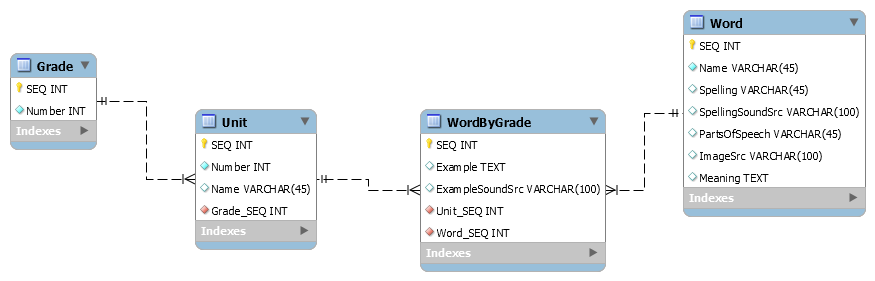 Grade
SEQ INT
Number INT
Indexes
Unit
SEQ INT
Number INT
Name VARCHAR(45)
Grade_SEQ INT
Indexes
WordByGrade
SEQ INT
Example TEXT
ExampleSoundSrc VARCHAR(100)
Unit_SEQ INT
Word_SEQ INT
Indexes
Word
SEQ INT
Name VARCHAR(45)
Spelling VARCHAR(45)
SpellingSoundSrc VARCHAR(100)
PartsOfSpeech VARCHAR(45)
ImageSrc VARCHAR(100)
Meaning TEXT
Indexes